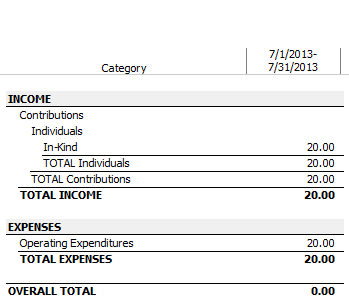 7/1/2013-
Category 7/31/2013
INCOME
Contributions
Individuals
In-Kind 20.00
TOTAL Individuals 20.00
TOTAL Contributions 20.00
TOTAL INCOME 20.00
EXPENSES
Operating Expenditures 20.00
TOTAL EXPENSES 20.00
OVERALL TOTAL 0.00